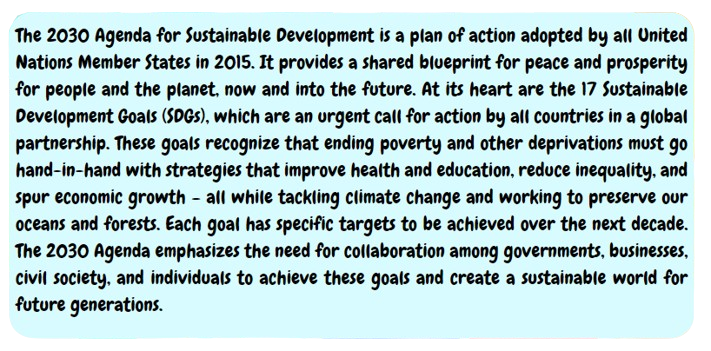 The 2030 Agenda for Sustainable Development is a plan of action adopted by all United
Nations Member States in 2015. It provides a shared blueprint for peace and prosperity
for people and the planet, now and into the future. At its heart are the 17 Sustainable
Development Goals (SDGs), which are an urgent call for action by all countries in a global
partnership. These goals recognize that ending poverty and other deprivations must go
hand-in-hand with strategies that improve health and education, reduce inequality, and
spur economic growth – all while tackling climate change and working to preserve our
oceans and forests. Each goal has specific targets to be achieved over the next decade.
The 2030 Agenda emphasizes the need for collaboration among governments, businesses,
civil society, and individuals to achieve these goals and create a sustainable world for
future generations.